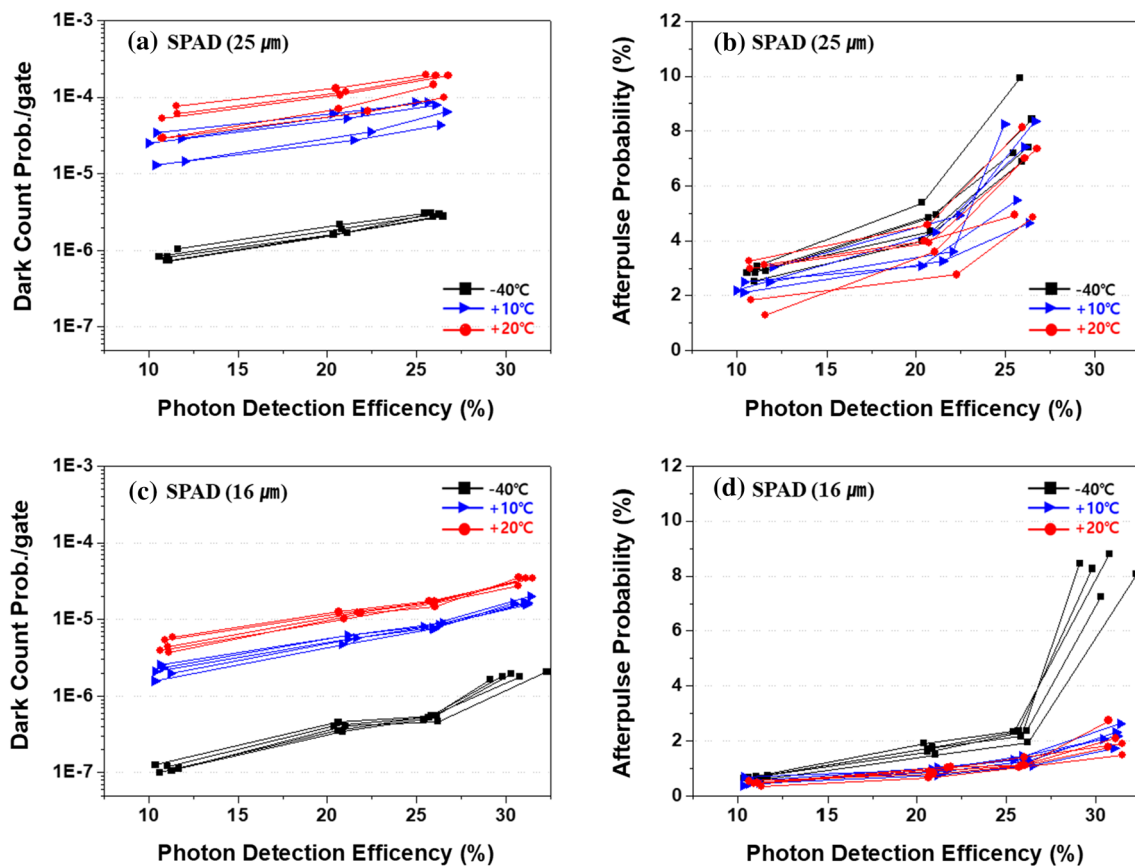 (a) SPAD (25 ㎛)
1E-3
1E-4
1E-5
1E-6
1E-7
Dark Count Prob./gate
-40℃
+10℃
+20℃
10 15 20 25 30
Photon Detection Efficency (%)
(b) SPAD (25 ㎛)
12
10
8
6
4
2
0
Afterpulse Probability (%)
-40℃
+10℃
+20℃
10 15 20 25 30
Photon Detection Efficency (%)
(c) SPAD (16 ㎛)
1E-3
1E-4
1E-5
1E-6
1E-7
Dark Count Prob./gate
-40℃
+10℃
+20℃
10 15 20 25 30
Photon Detection Efficency (%)
(d) SPAD (16 ㎛)
12
10
8
6
4
2
0
Afterpulse Probability (%)
-40℃
+10℃
+20℃
10 15 20 25 30
Photon Detection Efficency (%)